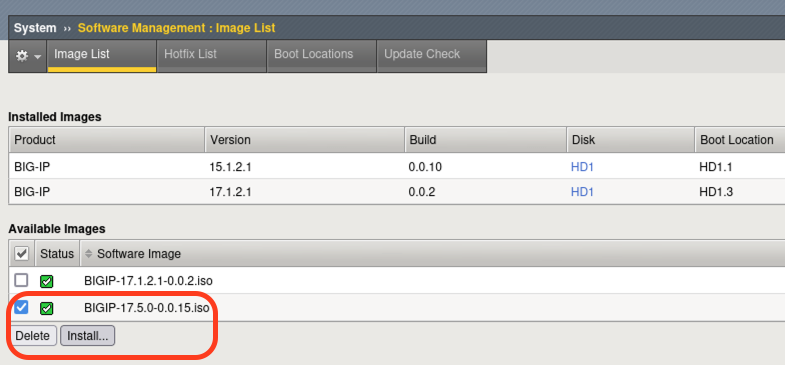 System ›› Software Management : Image List
Image List Hotfix List Boot Locations Update Check
Installed Images
Product Version Build Disk Boot Location
BIG-IP 15.1.2.1 0.0.10 HD1 HD1.1
BIG-IP 17.1.2.1 0.0.2 HD1 HD1.3
Available Images
Status Software Image
BIGIP-17.1.2.1-0.0.2.iso
BIGIP-17.5.0-0.0.15.iso
Delete Install...